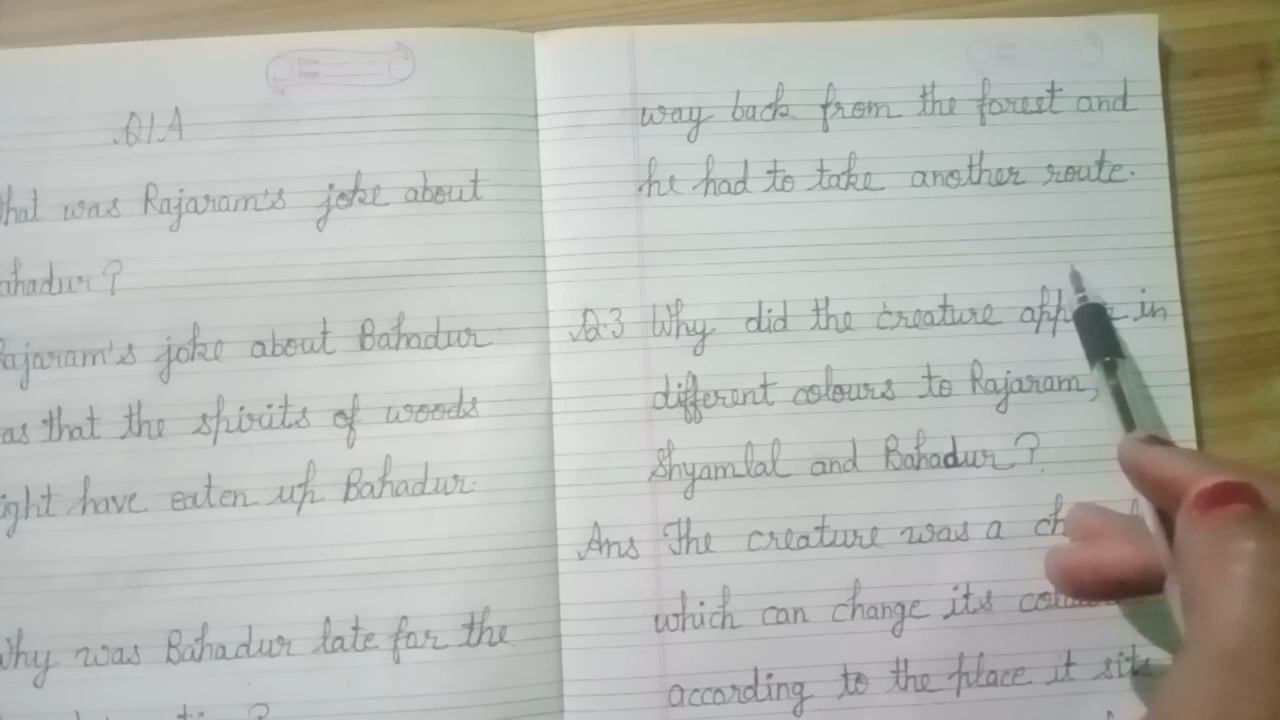 Q1.A
hat was Rajaram's joke about
ahadur?
ajaram's joke about Bahadur
as that the spirits of woods
ight have eaten up Bahadur.
Why was Bahadur late for the
way back from the forest and
he had to take another route.
Q.3 Why did the creature in
different colours to Rajaram,
Shyamlal and Bahadur?
Ans The creature was a
which can change its
according to the place it sits